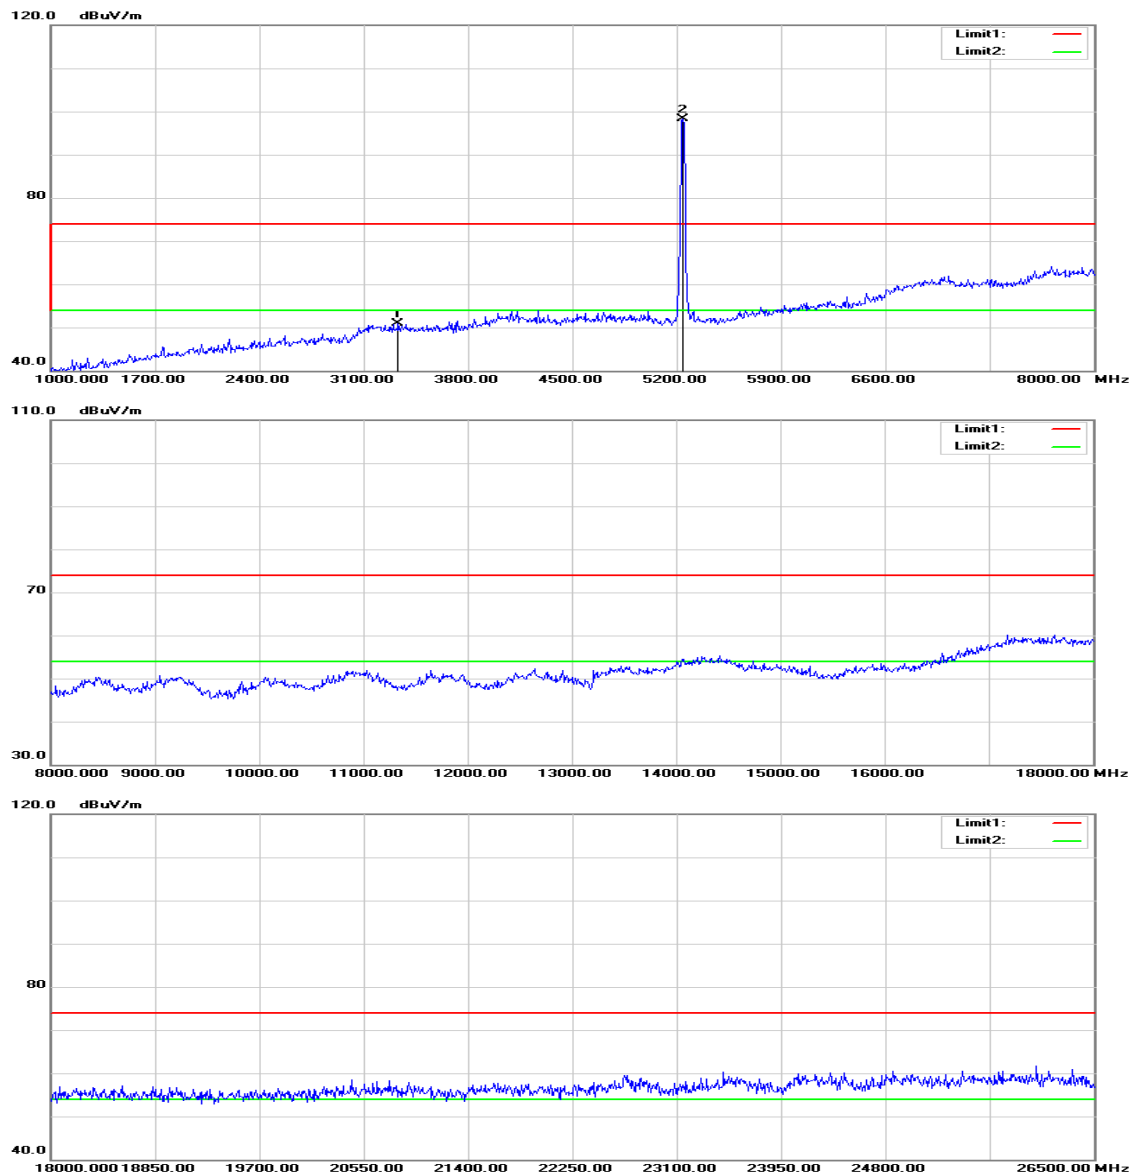 120.0 dBuV/m
Limit1:
Limit2:
2
80
1
40.0
1000.000 1700.00 2400.00 3100.00 3800.00 4500.00 5200.00 5900.00 6600.00 8000.00 MHz
110.0 dBuV/m
Limit1:
Limit2:
70
30.0
8000.000 9000.00 10000.00 11000.00 12000.00 13000.00 14000.00 15000.00 16000.00 18000.00 MHz
120.0 dBuV/m
Limit1:
Limit2:
80
40.0
18000.000 18850.00 19700.00 20550.00 21400.00 22250.00 23100.00 23950.00 24800.00 26500.00 MHz